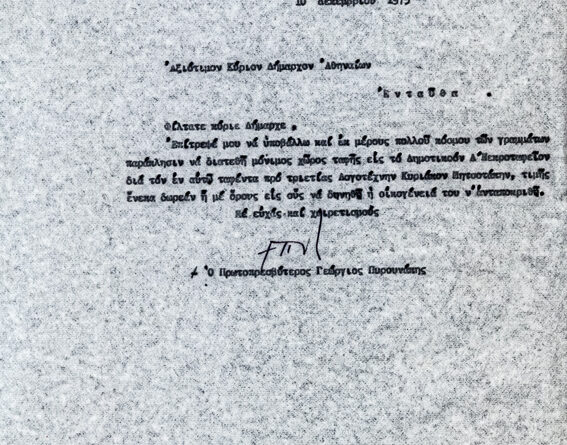 10 Δεκεμβρίου 1975
Ἀξιότιμον Κύριον Δήμαρχον Ἀθηναίων
Ἐνταῦθα .
Φίλτατε κύριε Δήμαρχε,
Ἐπίτρεψέ μου νά ὑποβάλλω καί ἐκ μέρους πολλοῦ κόσμου τῶν γραμμάτων
παράκλησιν νά διατεθῇ μόνιμος χῶρος ταφῆς εἰς τό Δημοτικόν Α΄Νεκροταφεῖον
διά τόν ἐν αὐτῷ ταφέντα πρό τριετίας Λογοτέχνην Κυριάκον Μητσοτάκην, τιμῆς
ἕνεκα δωρεάν ἤ μέ ὅρους εἰς οὕς νά δυνηθῇ ἡ οἰκογένειά του ν'ἀνταποκριθῇ.
Μέ εὐχάς καί χαιρετισμούς
Ὁ Πρωτοπρεσβύτερος Γεώργιος Πυρουνάκης